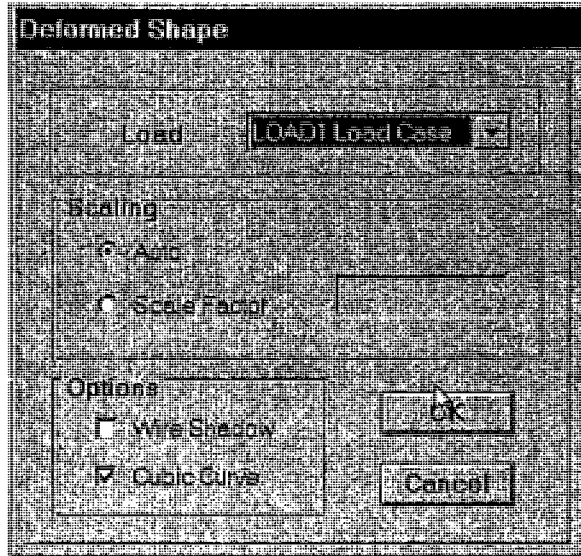 Deformed Shape
Load LOAD1 Load Case
Scaling
Auto
Scale Factor
Options
Wire Shadow
OK
Cubic Curve
Cancel